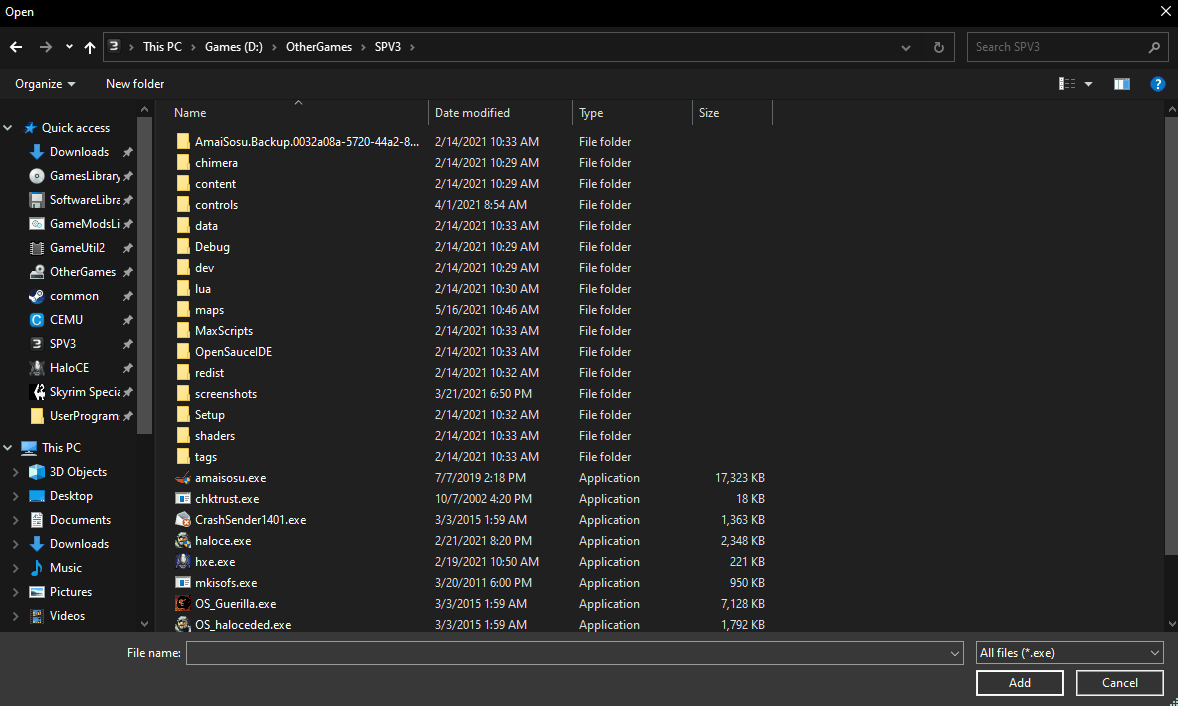 Open
This PC > Games (D:) > OtherGames > SPV3 >
Search SPV3
Organize
New folder
Name
Date modified
Type
Size
Quick access
Downloads
GamesLibrary
SoftwareLibra
GameModsLi
GameUtil2
OtherGames
common
CEMU
SPV3
HaloCE
Skyrim Specia
UserProgram
This PC
3D Objects
Desktop
Documents
Downloads
Music
Pictures
Videos
AmaiSosu.Backup.0032a08a-5720-44a2-8... 2/14/2021 10:33 AM File folder
chimera 2/14/2021 10:29 AM File folder
content 2/14/2021 10:29 AM File folder
controls 4/1/2021 8:54 AM File folder
data 2/14/2021 10:33 AM File folder
Debug 2/14/2021 10:29 AM File folder
dev 2/14/2021 10:29 AM File folder
lua 2/14/2021 10:30 AM File folder
maps 5/16/2021 10:46 AM File folder
MaxScripts 2/14/2021 10:33 AM File folder
OpenSauceIDE 2/14/2021 10:33 AM File folder
redist 2/14/2021 10:32 AM File folder
screenshots 3/21/2021 6:50 PM File folder
Setup 2/14/2021 10:32 AM File folder
shaders 2/14/2021 10:33 AM File folder
tags 2/14/2021 10:33 AM File folder
amaisosu.exe 7/7/2019 2:18 PM Application 17,323 KB
chktrust.exe 10/7/2002 4:20 PM Application 18 KB
CrashSender1401.exe 3/3/2015 1:59 AM Application 1,363 KB
haloce.exe 2/21/2021 8:20 PM Application 2,348 KB
hxe.exe 2/19/2021 10:50 AM Application 221 KB
mkisofs.exe 3/20/2011 6:00 PM Application 950 KB
OS_Guerilla.exe 3/3/2015 1:59 AM Application 7,128 KB
OS_haloceded.exe 3/3/2015 1:59 AM Application 1,792 KB
File name:
All files (*.exe)
Add
Cancel